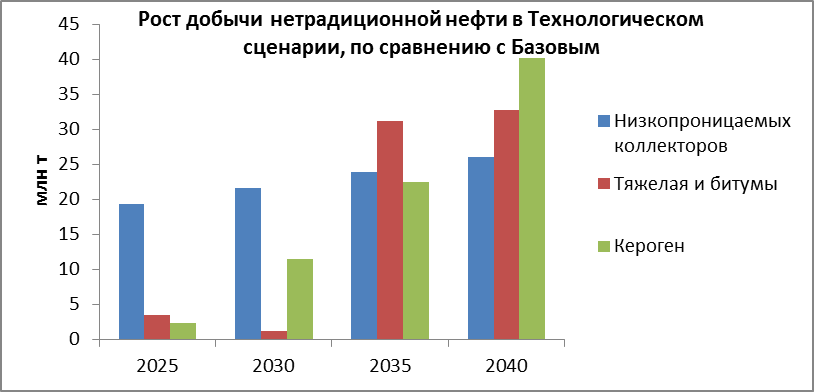 Рост добычи нетрадиционной нефти в Технологическом
сценарии, по сравнению с Базовым
млн т
45
40
35
30
25
20
15
10
5
0
2025
2030
2035
2040
Низкопроницаемых
коллекторов
Тяжелая и битумы
Кероген